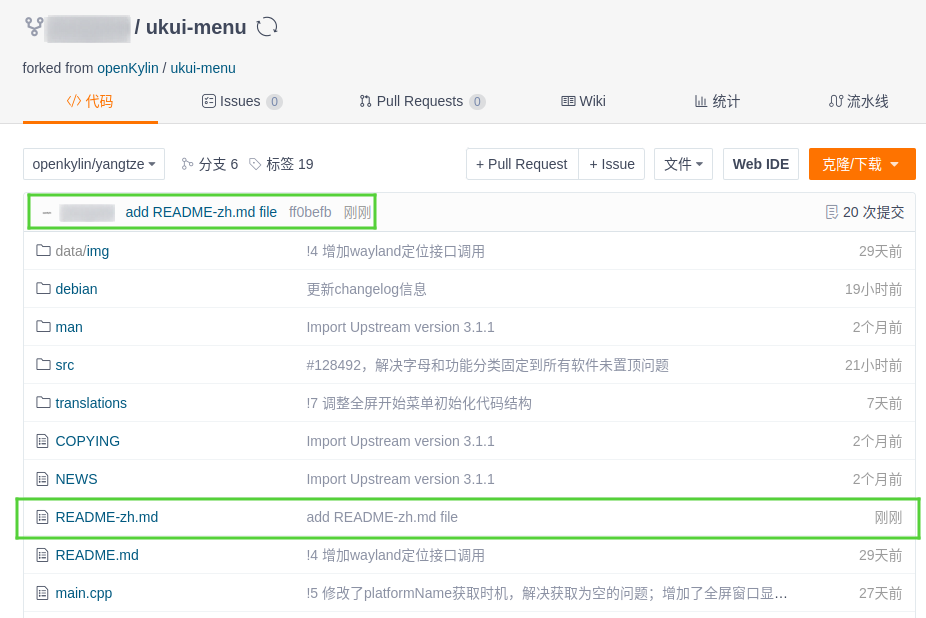 / ukui-menu
forked from openKylin / ukui-menu
代码 Issues 0 Pull Requests 0 Wiki 统计 流水线
openkylin/yangtze 分支 6 标签 19 + Pull Request + Issue 文件 Web IDE 克隆/下载
add README-zh.md file ff0befb 刚刚 20 次提交
data/img !4 增加wayland定位接口调用 29天前
debian 更新changelog信息 19小时前
man Import Upstream version 3.1.1 2个月前
src #128492，解决字母和功能分类固定到所有软件未置顶问题 21小时前
translations !7 调整全屏开始菜单初始化代码结构 7天前
COPYING Import Upstream version 3.1.1 2个月前
NEWS Import Upstream version 3.1.1 2个月前
README-zh.md add README-zh.md file 刚刚
README.md !4 增加wayland定位接口调用 29天前
main.cpp !5 修改了platformName获取时机，解决获取为空的问题；增加了全屏窗口显… 27天前